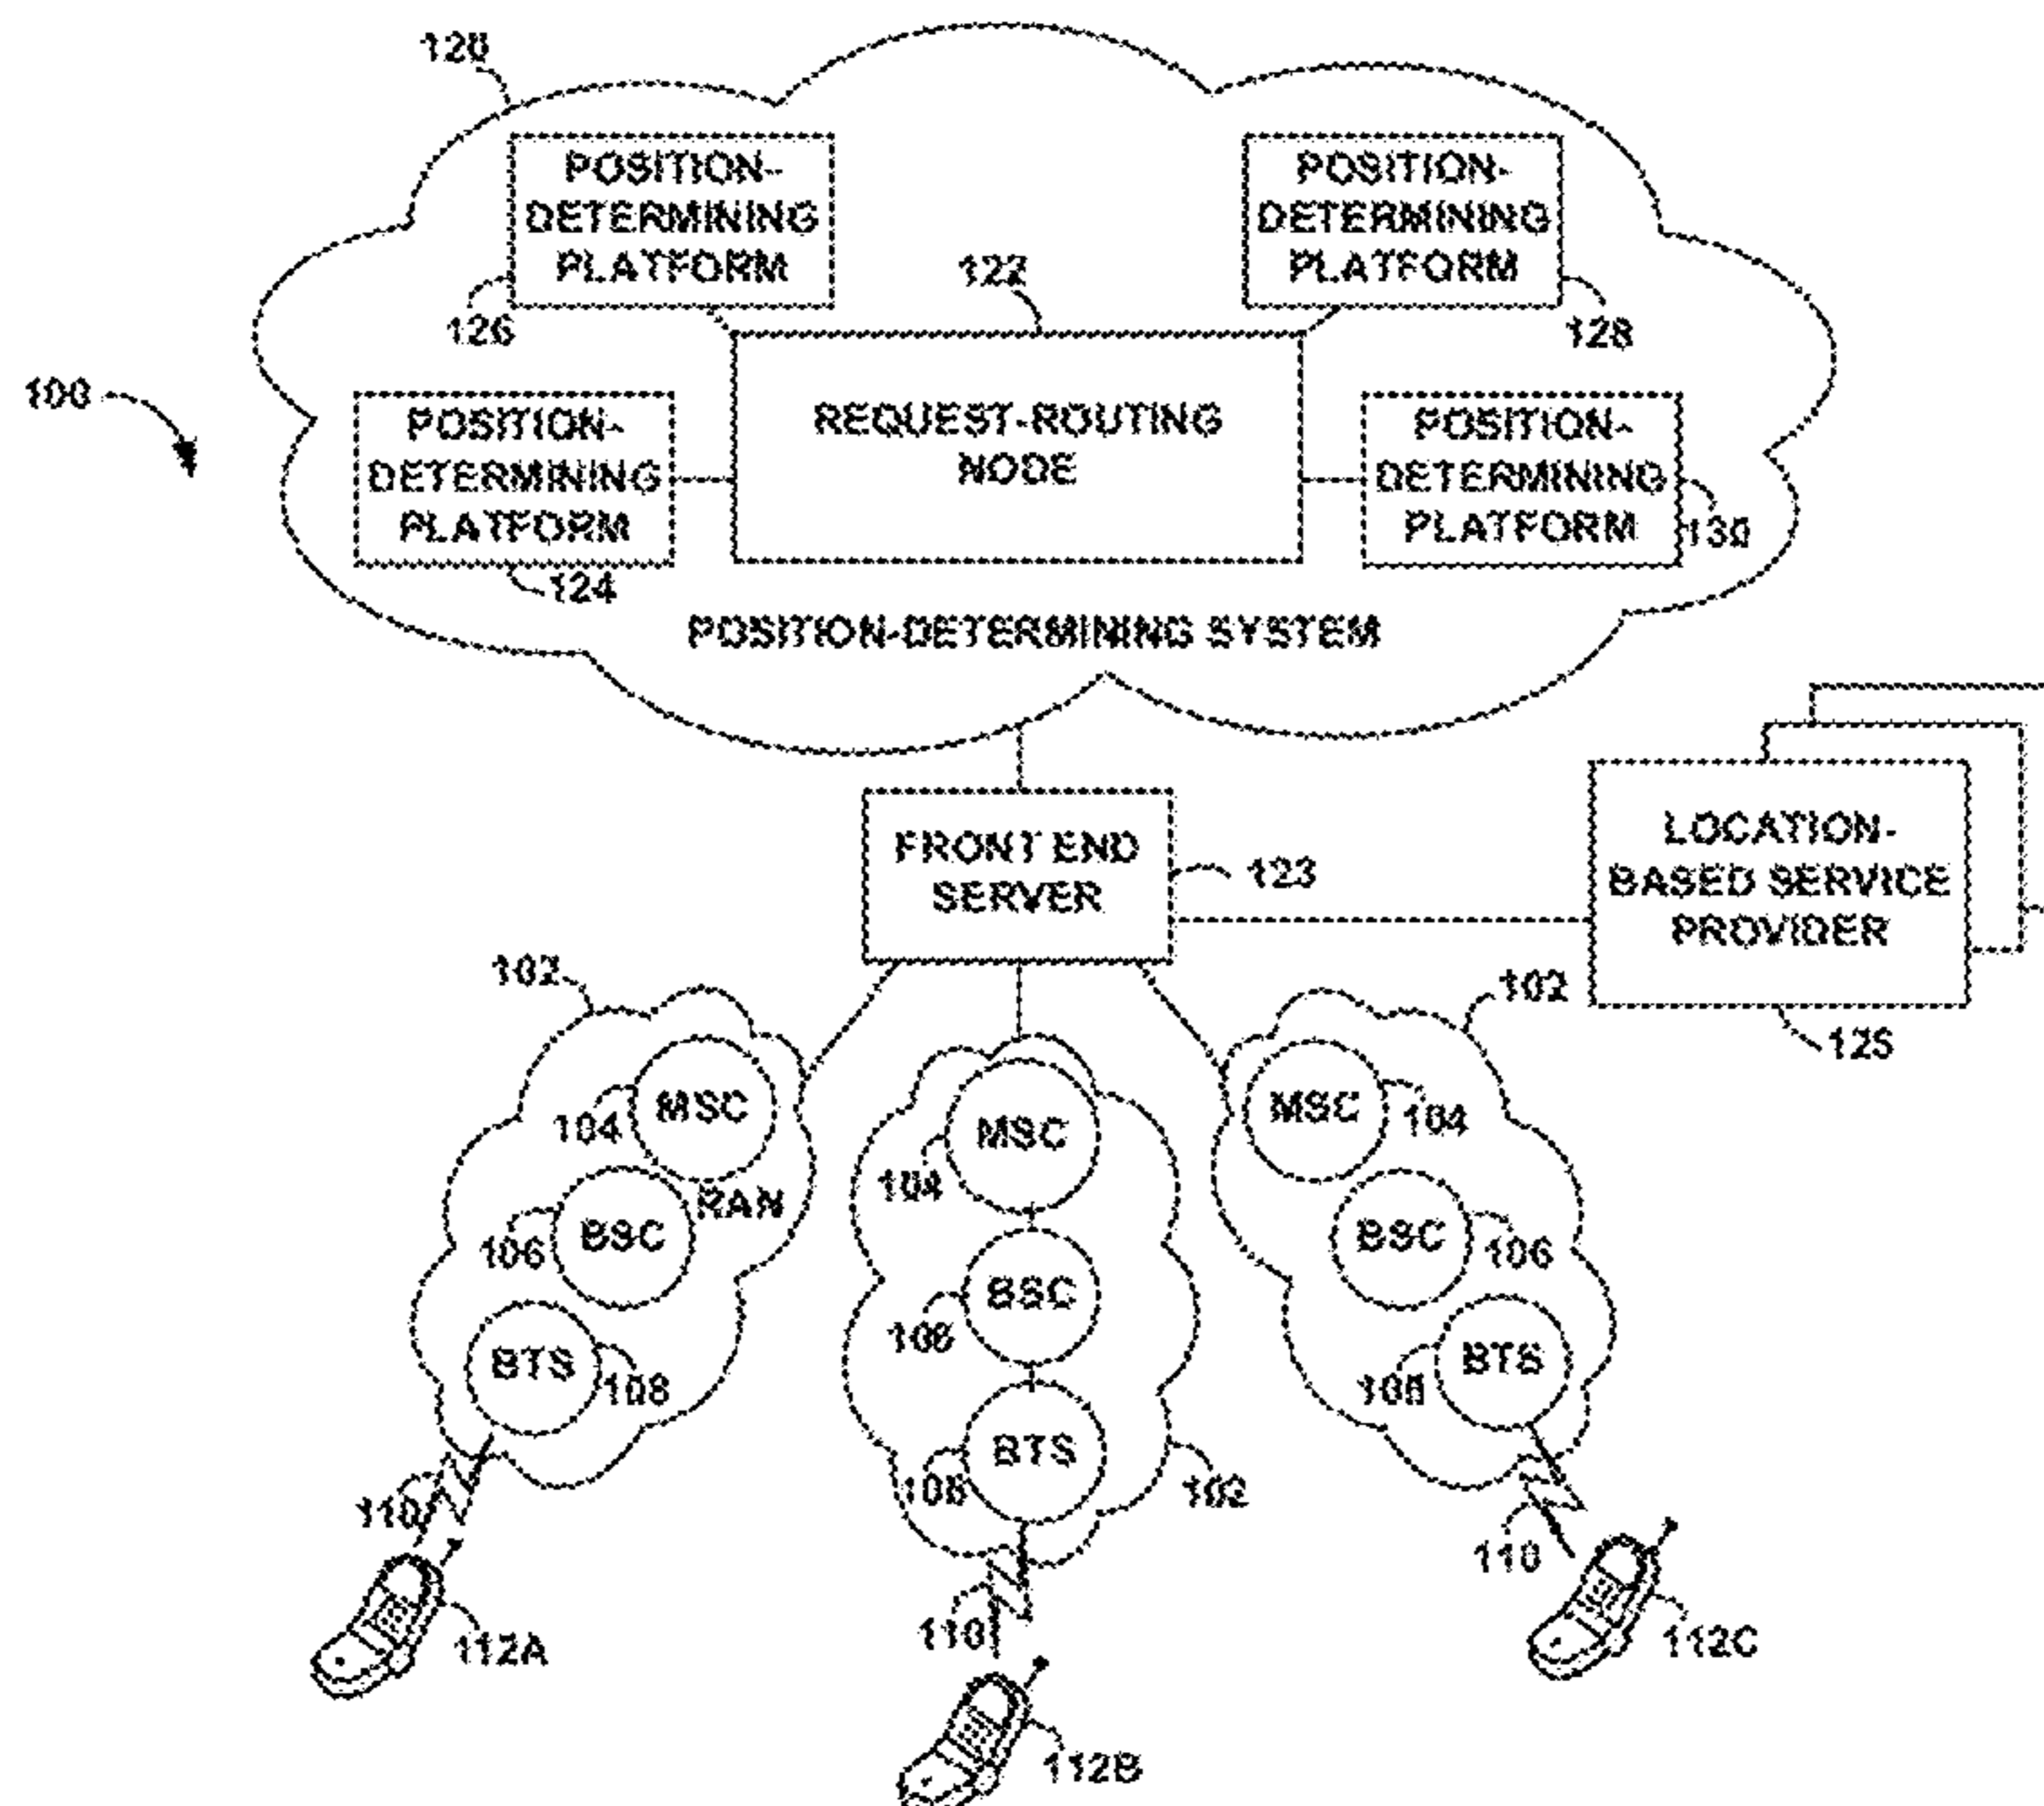 120
POSITION-
DETERMINING
PLATFORM
126
122
POSITION-
DETERMINING
PLATFORM
128
100
POSITION-
DETERMINING
PLATFORM
124
REQUEST-ROUTING
NODE
POSITION-
DETERMINING
PLATFORM
130
POSITION-DETERMINING SYSTEM
FRONT END
SERVER
123
LOCATION-
BASED SERVICE
PROVIDER
125
102
MSC
104
RAN
BSC
106
BTS
108
110
112A
MSC
104
BSC
106
BTS
108
102
110
112B
102
MSC
104
BSC
106
BTS
108
110
112C